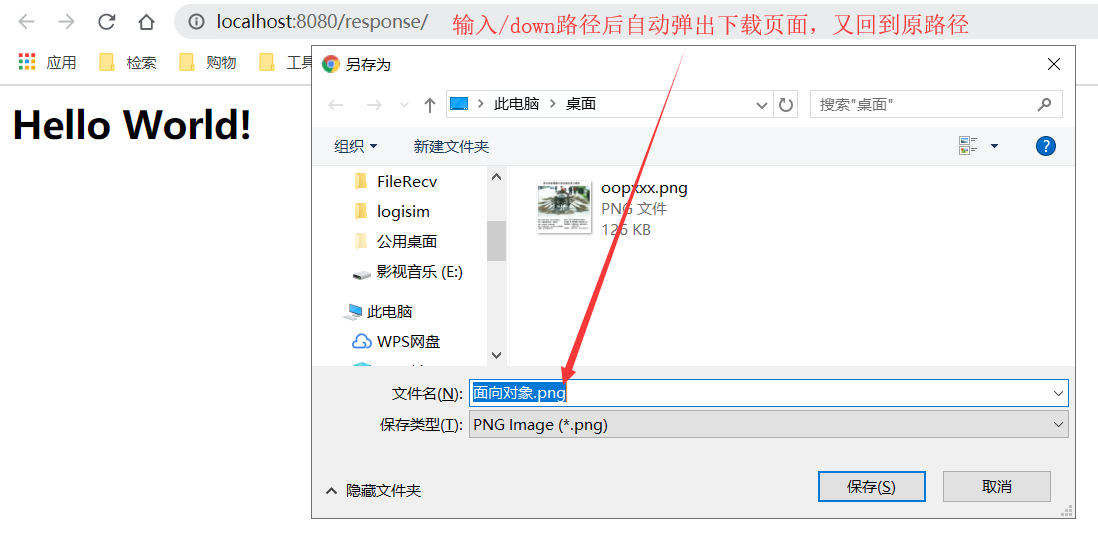 localhost:8080/response/
输入/down路径后自动弹出下载页面，又回到原路径
应用 检索 购物 工具
Hello World!
另存为
此电脑 桌面
搜索"桌面"
组织 新建文件夹
FileRecv
logisim
公用桌面
影视音乐 (E:)
此电脑
WPS网盘
oopxxx.png
PNG 文件
126 KB
文件名(N): 面向对象.png
保存类型(T): PNG Image (*.png)
隐藏文件夹
保存(S) 取消